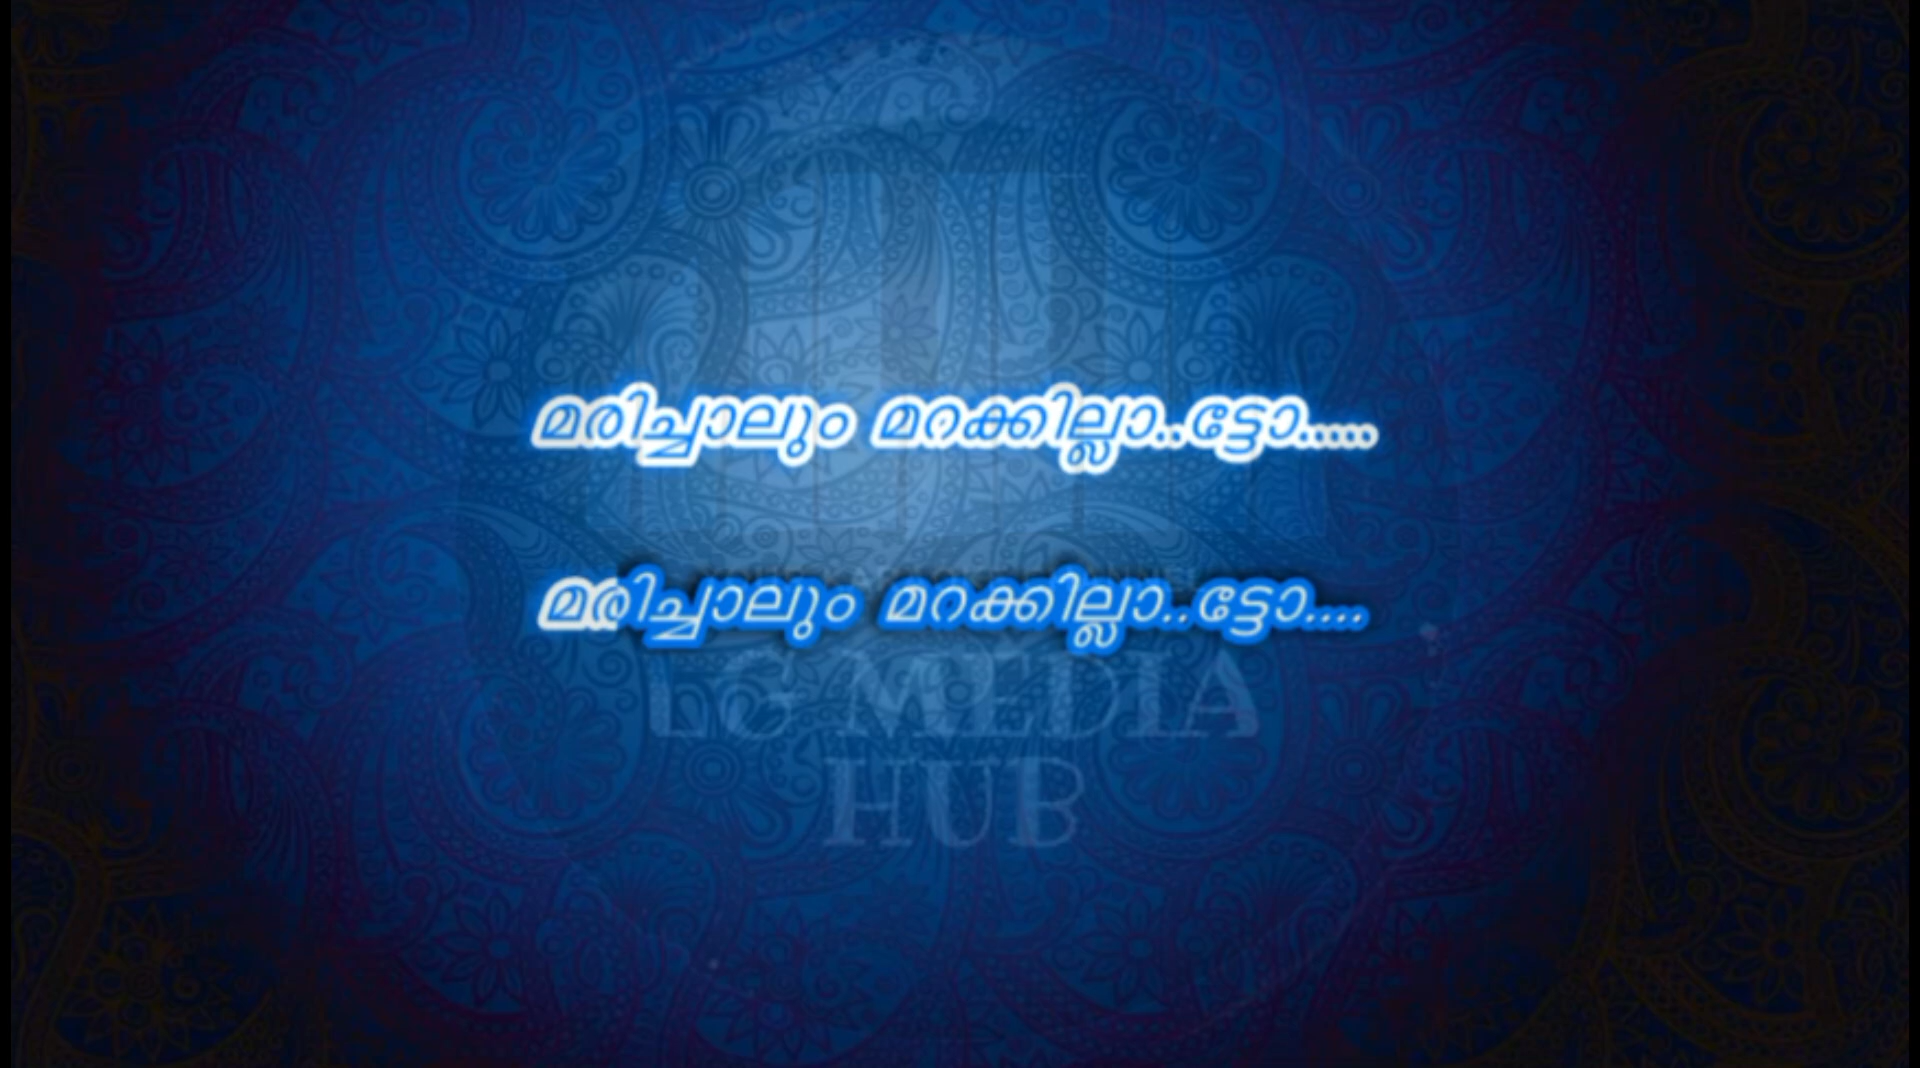 മരിച്ചാലും മറക്കില്ലാ..ട്ടോ.....
മരിച്ചാലും മറക്കില്ലാ..ട്ടോ....
LG MEDIA
HUB